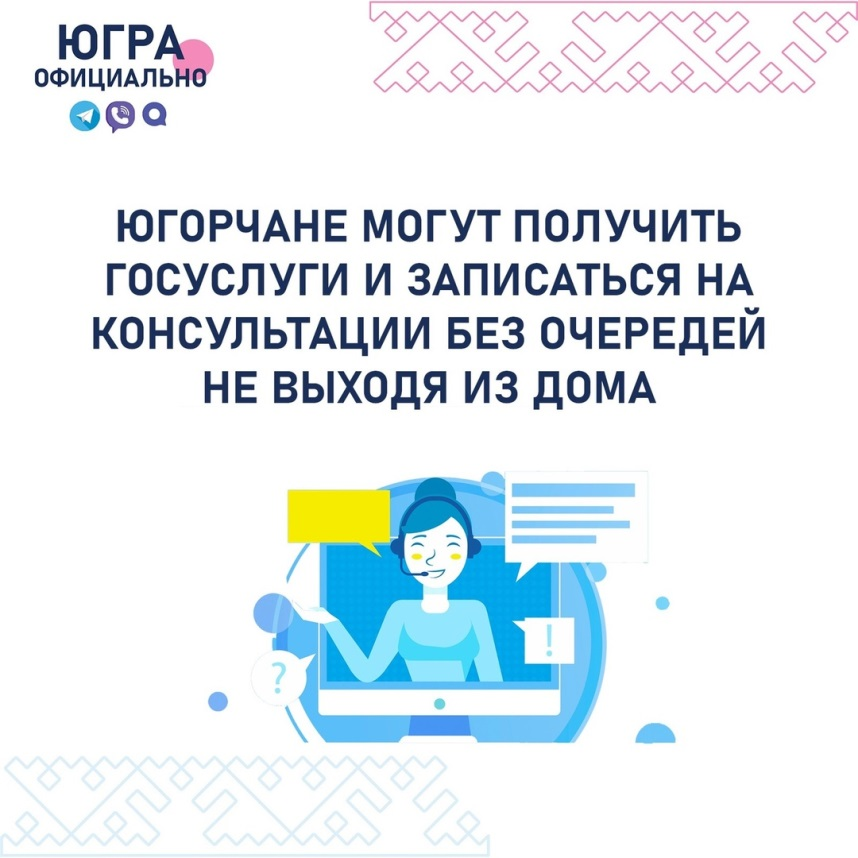 ЮГРА
ОФИЦИАЛЬНО
ЮГОРЧАНЕ МОГУТ ПОЛУЧИТЬ
ГОСУСЛУГИ И ЗАПИСАТЬСЯ НА
КОНСУЛЬТАЦИИ БЕЗ ОЧЕРЕДЕЙ
НЕ ВЫХОДЯ ИЗ ДОМА
!
?